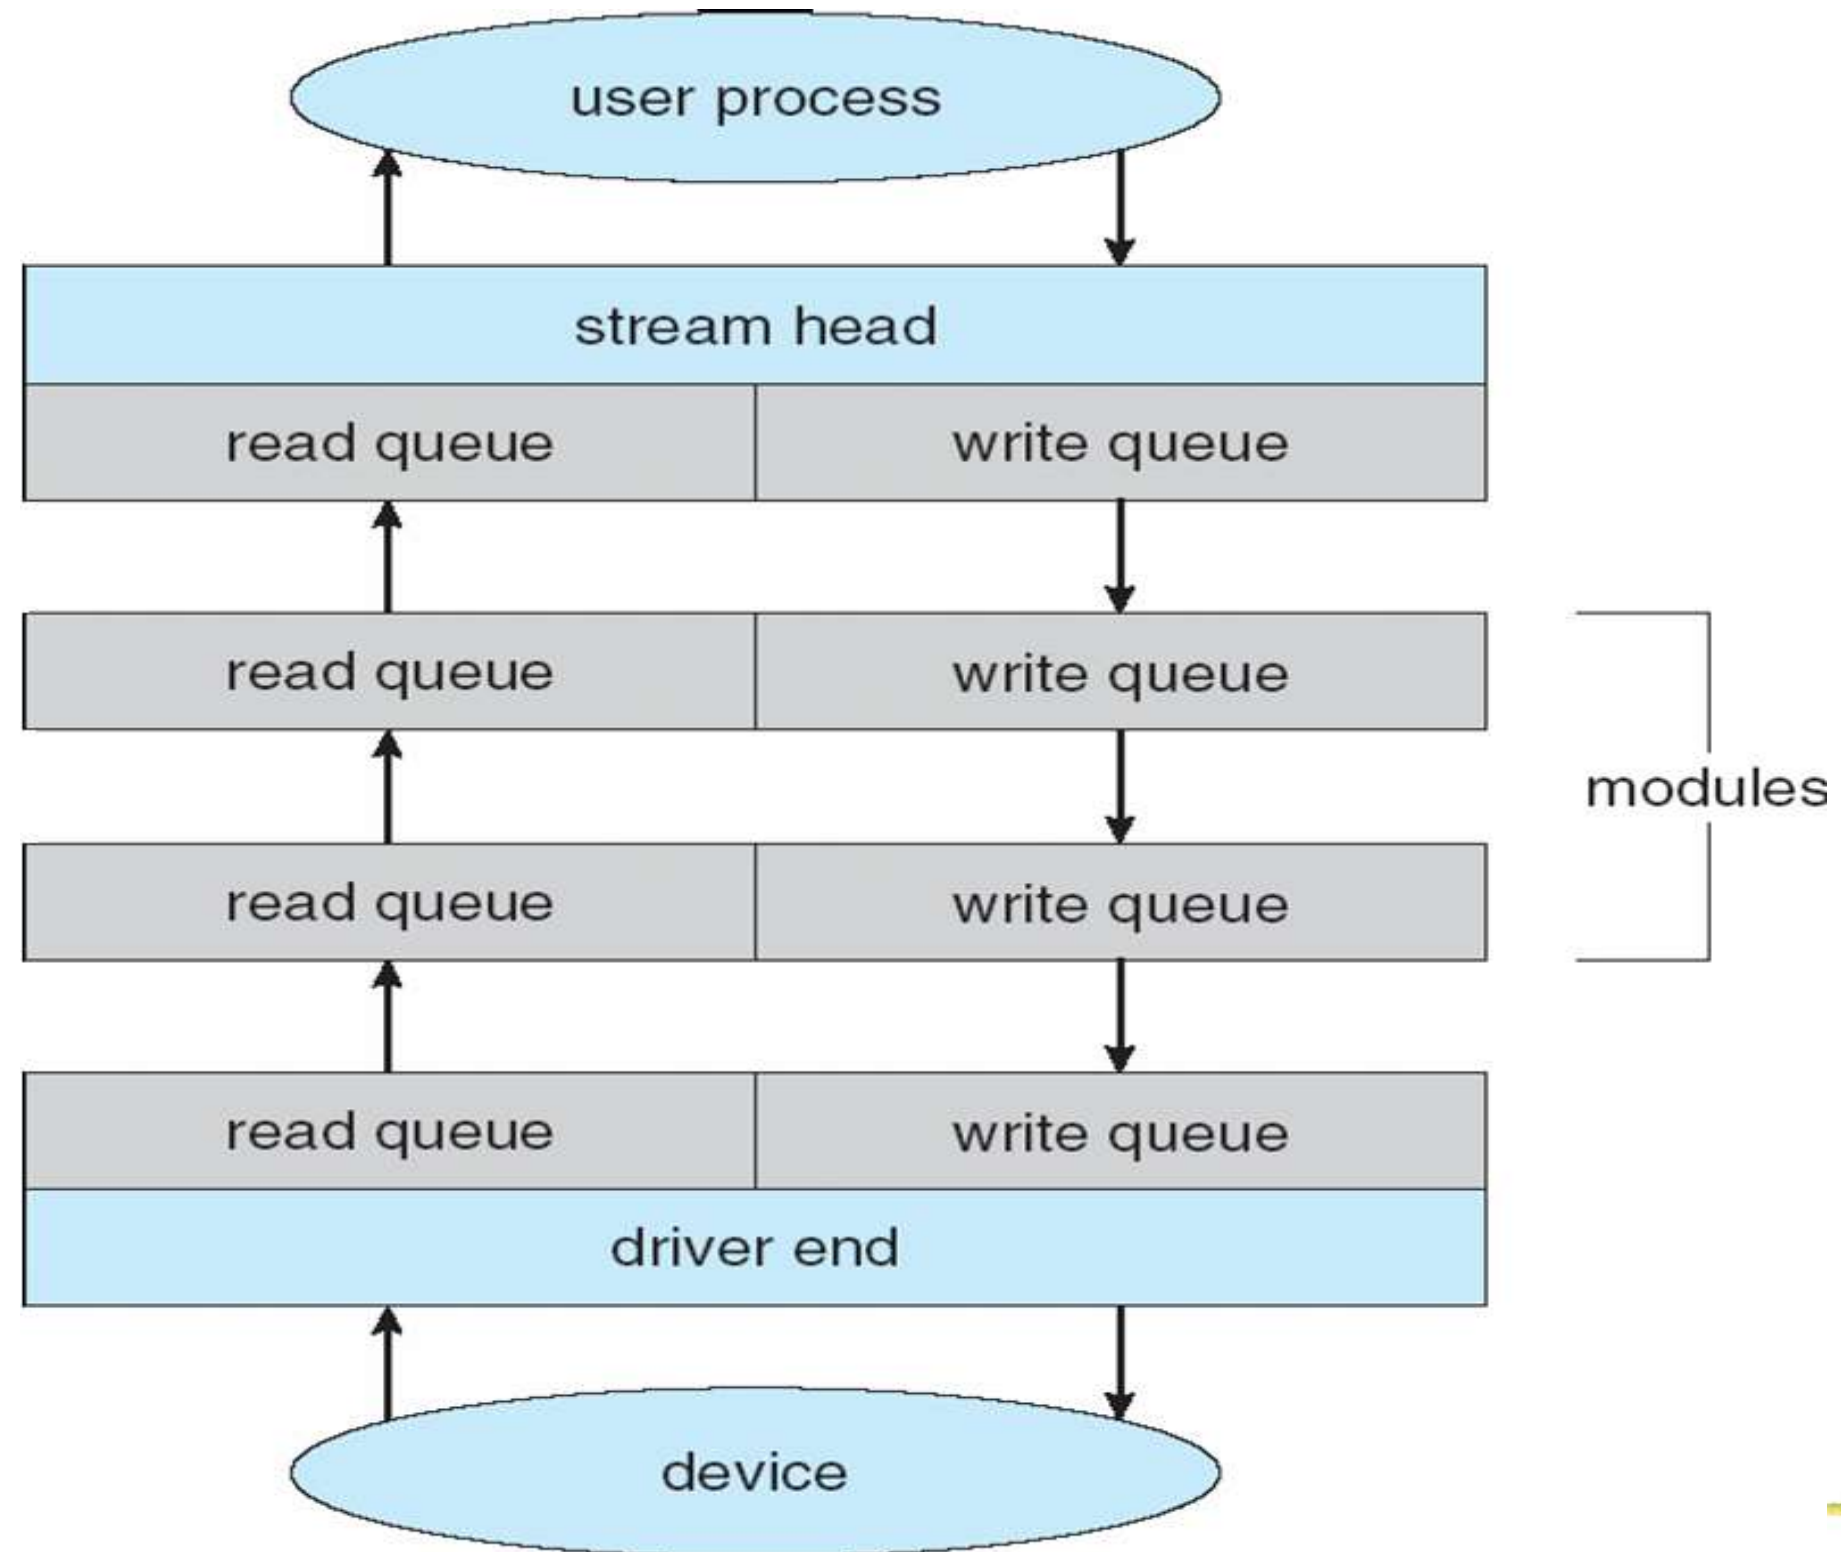 user process
stream head
read queue write queue
read queue write queue
modules
read queue write queue
read queue write queue
driver end
device